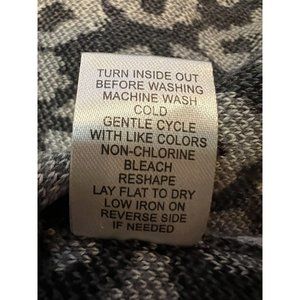 TURN INSIDE OUT
BEFORE WASHING
MACHINE WASH
COLD
GENTLE CYCLE
WITH LIKE COLORS
NON-CHLORINE
BLEACH
RESHAPE
LAY FLAT TO DRY
LOW IRON ON
REVERSE SIDE
IF NEEDED